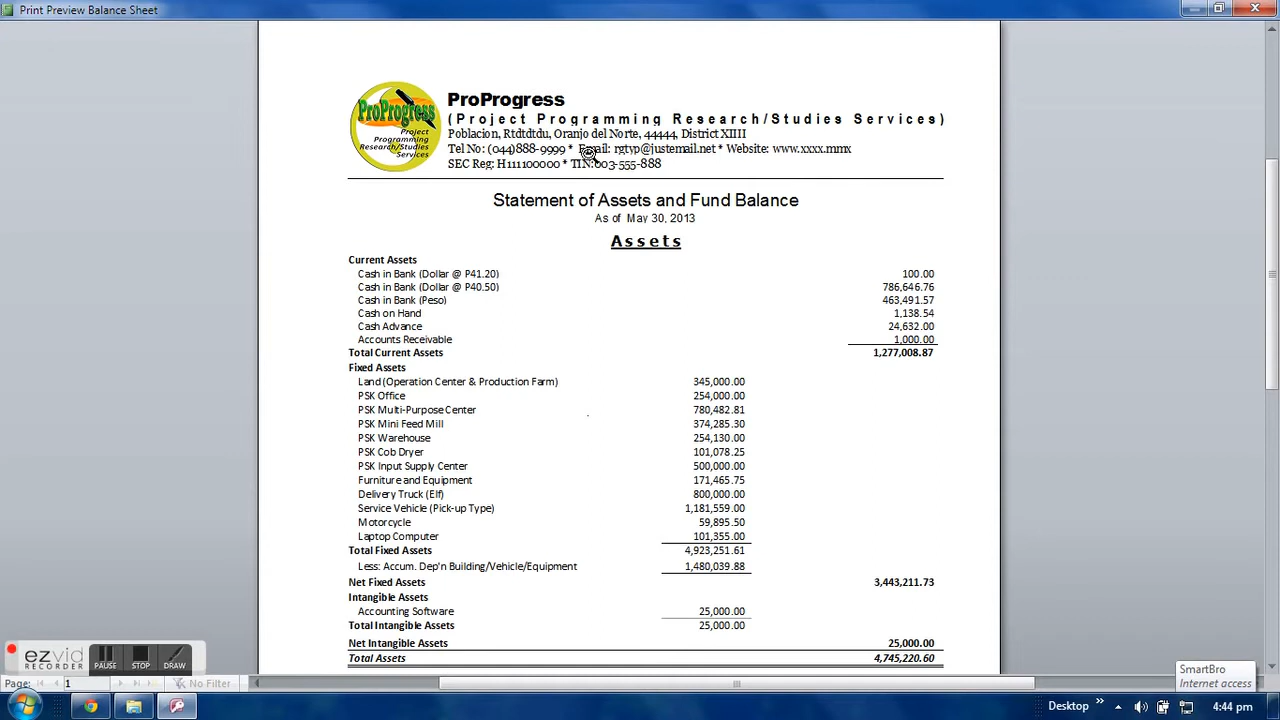 Print Preview Balance Sheet
ProProgress
Project
Programming
Research/Studies
Services
ProProgress
(Project Programming Research/Studies Services)
Poblacion, Rtdtdtdu, Oranjo del Norte, 44444, District XIIII
Tel No: (044)888-9999 * Email: rgtyp@justemail.net * Website: www.xxxx.mmx
SEC Reg: H111100000 * TIN:003-555-888
Statement of Assets and Fund Balance
As of May 30, 2013
Assets
Current Assets
Cash in Bank (Dollar @ P41.20) 100.00
Cash in Bank (Dollar @ P40.50) 786,646.76
Cash in Bank (Peso) 463,491.57
Cash on Hand 1,138.54
Cash Advance 24,632.00
Accounts Receivable 1,000.00
Total Current Assets 1,277,008.87
Fixed Assets
Land (Operation Center & Production Farm) 345,000.00
PSK Office 254,000.00
PSK Multi-Purpose Center 780,482.81
PSK Mini Feed Mill 374,285.30
PSK Warehouse 254,130.00
PSK Cob Dryer 101,078.25
PSK Input Supply Center 500,000.00
Furniture and Equipment 171,465.75
Delivery Truck (Elf) 800,000.00
Service Vehicle (Pick-up Type) 1,181,559.00
Motorcycle 59,895.50
Laptop Computer 101,355.00
Total Fixed Assets 4,923,251.61
Less: Accum. Dep'n Building/Vehicle/Equipment 1,480,039.88
Net Fixed Assets 3,443,211.73
Intangible Assets
Accounting Software 25,000.00
Total Intangible Assets 25,000.00
Net Intangible Assets 25,000.00
Total Assets 4,745,220.60
ezvid
RECORDER
PAUSE STOP DRAW
SmartBro
Internet access
Page: 1 No Filter
Desktop 4:44 pm